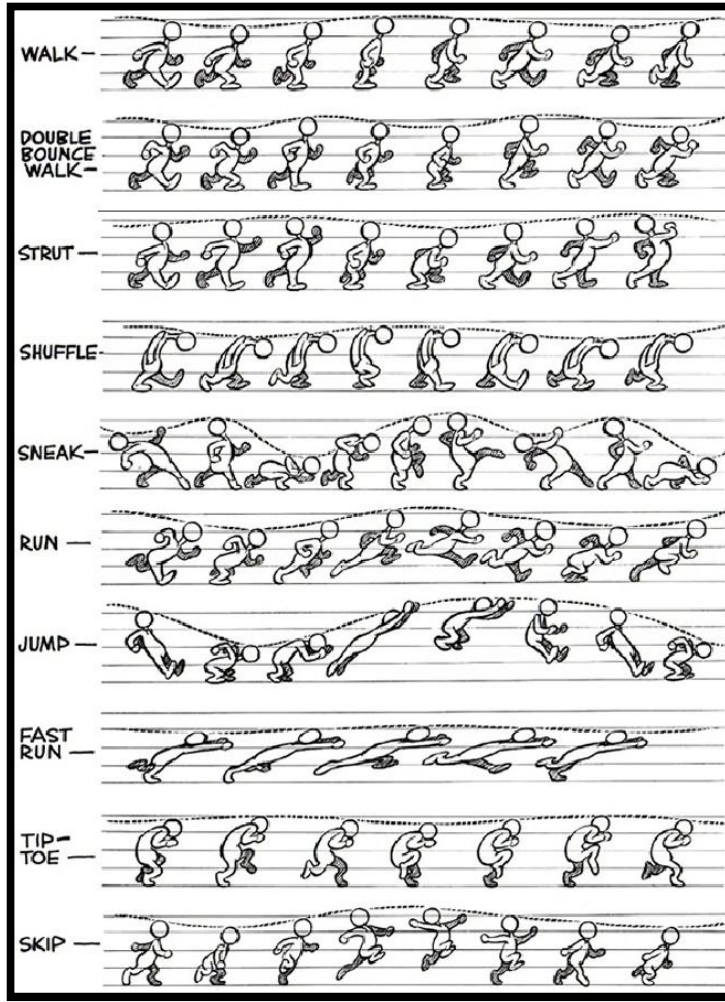 WALK –
DOUBLE
BOUNCE
WALK –
STRUT –
SHUFFLE-
SNEAK –
RUN –
JUMP –
FAST
RUN –
TIP –
TOE –
SKIP –